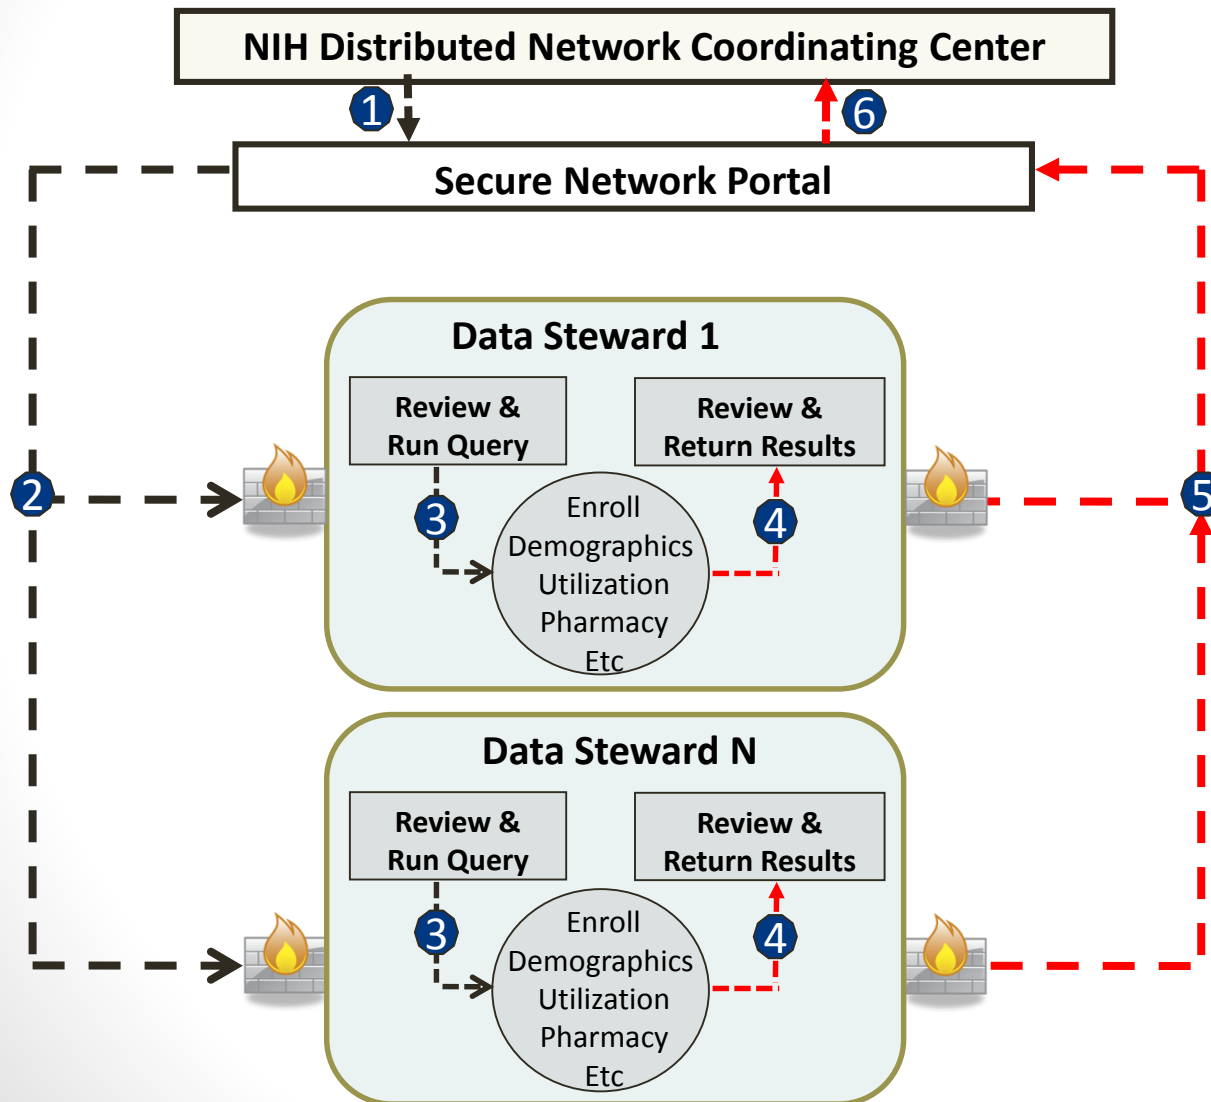 NIH Distributed Network Coordinating Center
1
6
Secure Network Portal
Data Steward 1
Review &
Run Query
Review &
Return Results
2
3
4
5
Enroll
Demographics
Utilization
Pharmacy
Etc
Data Steward N
Review &
Run Query
Review &
Return Results
3
4
Enroll
Demographics
Utilization
Pharmacy
Etc